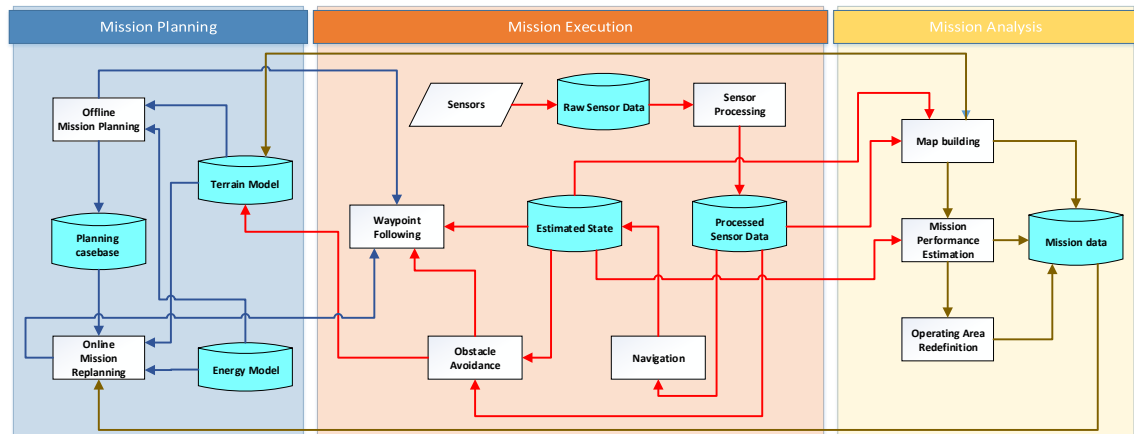 Mission Planning
Mission Execution
Mission Analysis
Offline
Mission Planning
Terrain Model
Planning
casebase
Online
Mission
Replanning
Energy Model
Sensors
Raw Sensor Data
Sensor
Processing
Waypoint
Following
Estimated State
Processed
Sensor Data
Obstacle
Avoidance
Navigation
Map building
Mission
Performance
Estimation
Mission data
Operating Area
Redefinition